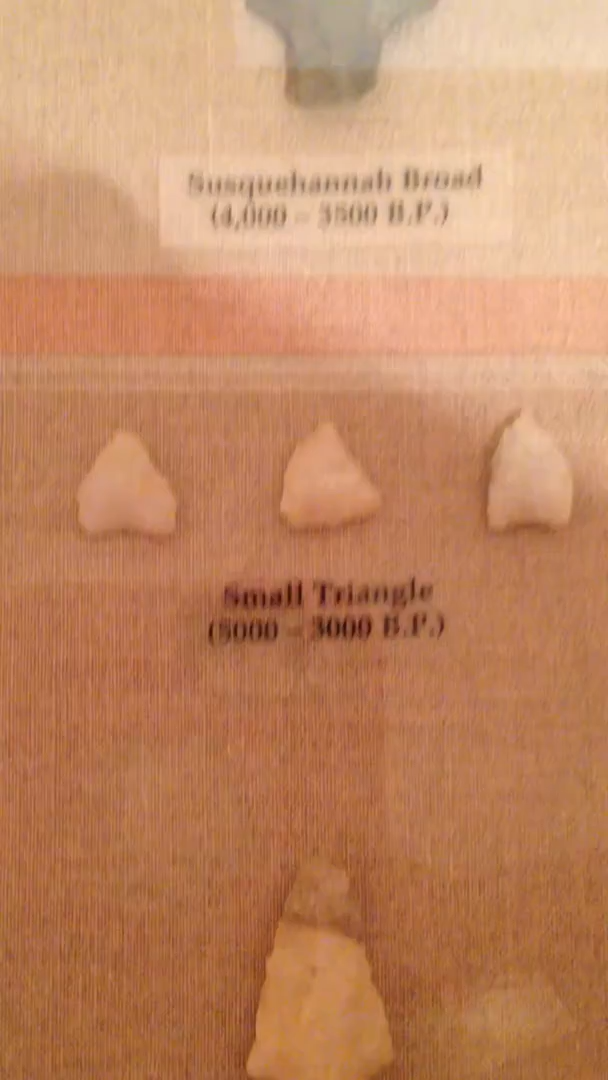 Susquehannah Broad
(4,000 – 3500 B.P.)
Small Triangle
(5000 – 3000 B.P.)